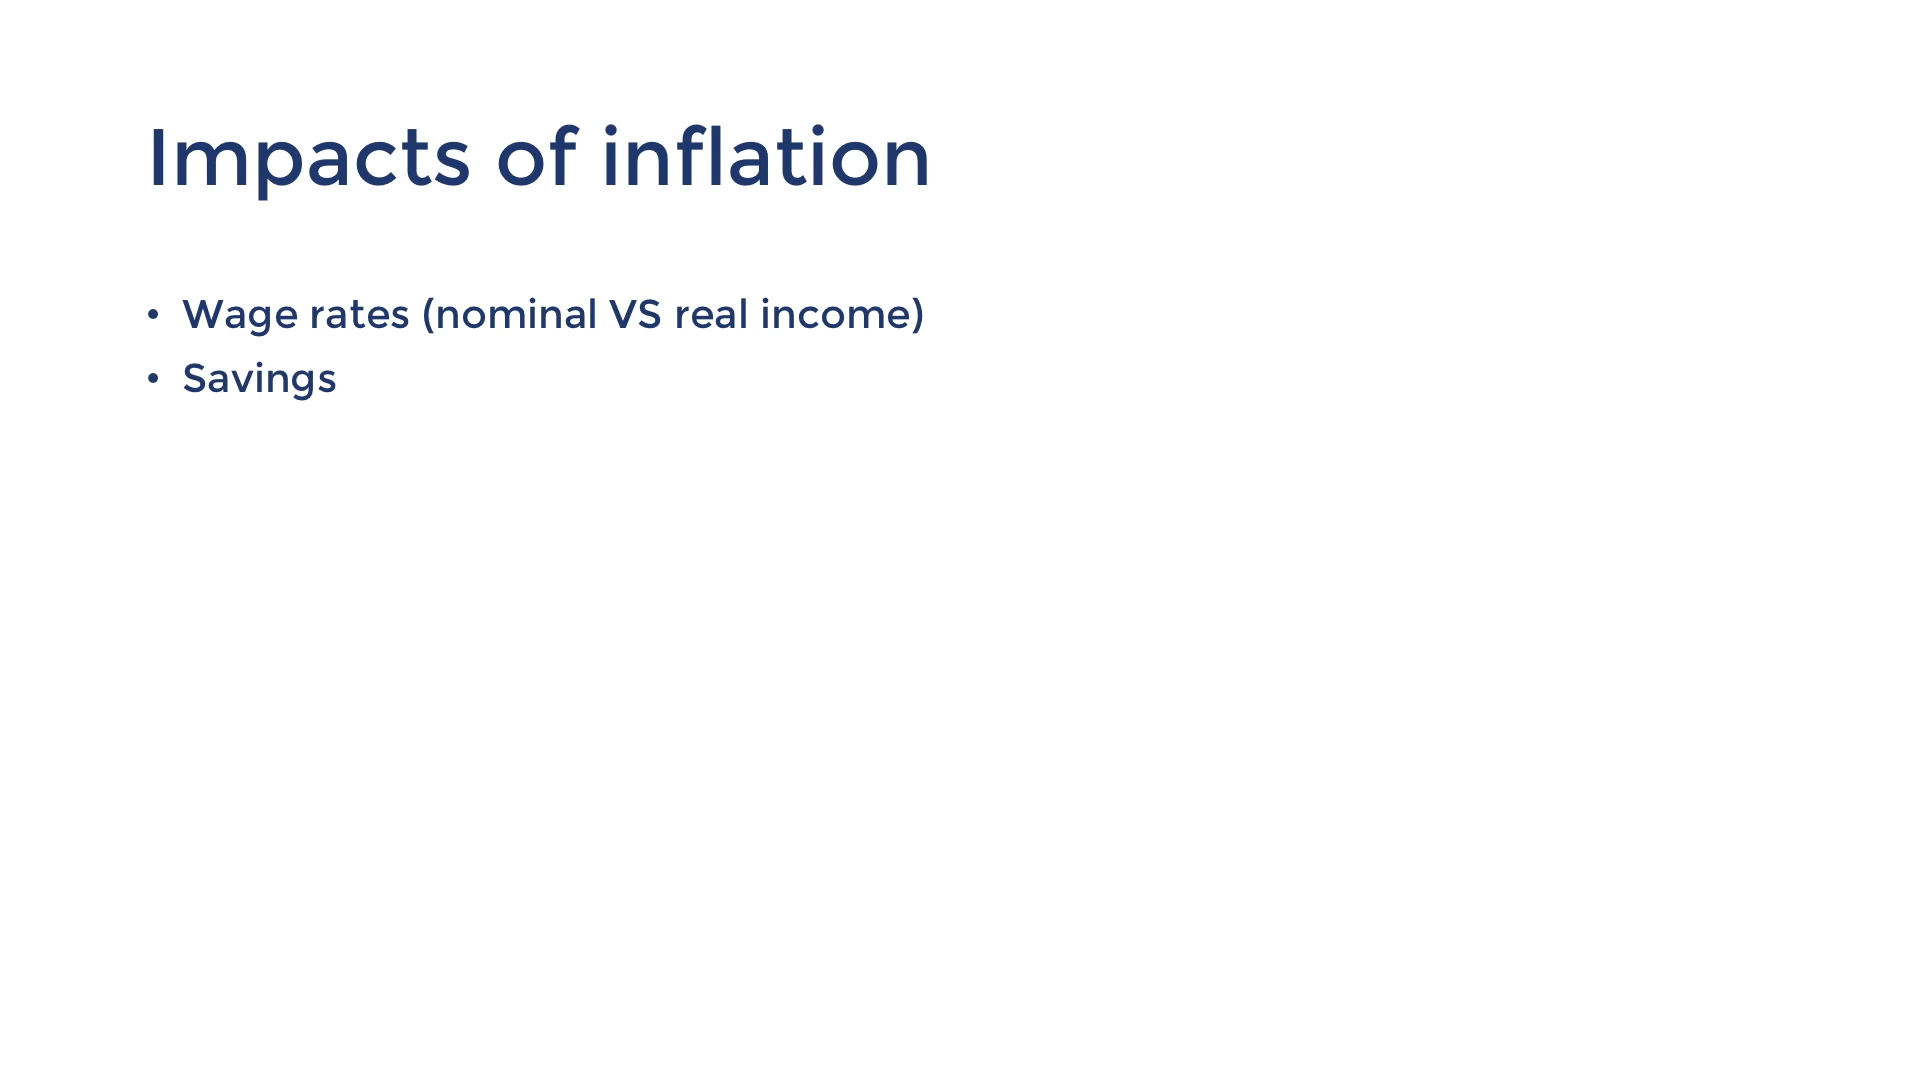 Impacts of inflation
• Wage rates (nominal VS real income)
• Savings